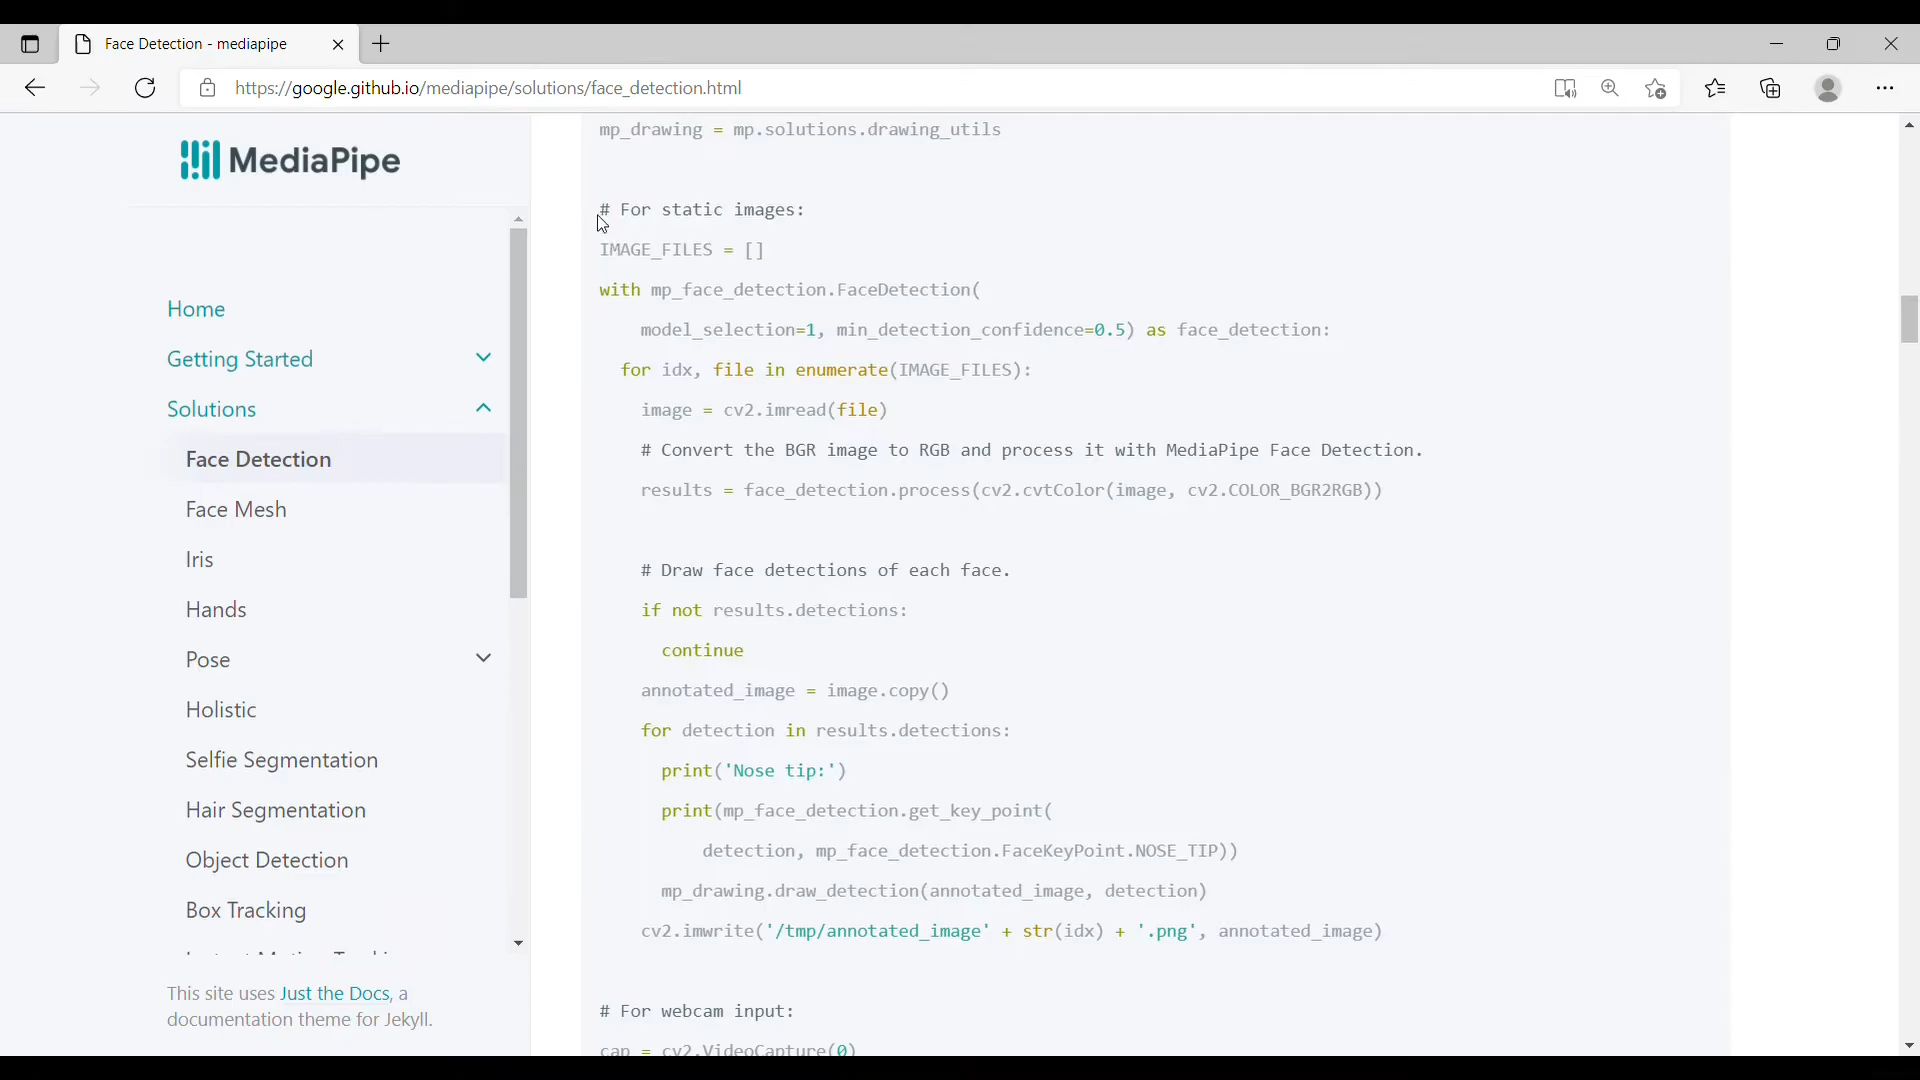 Face Detection - mediapipe
https://google.github.io/mediapipe/solutions/face_detection.html
MediaPipe
Home
Getting Started
Solutions
Face Detection
Face Mesh
Iris
Hands
Pose
Holistic
Selfie Segmentation
Hair Segmentation
Object Detection
Box Tracking
This site uses Just the Docs, a
documentation theme for Jekyll.
mp_drawing = mp.solutions.drawing_utils
# For static images:
IMAGE_FILES = []
with mp_face_detection.FaceDetection(
model_selection=1, min_detection_confidence=0.5) as face_detection:
for idx, file in enumerate(IMAGE_FILES):
image = cv2.imread(file)
# Convert the BGR image to RGB and process it with MediaPipe Face Detection.
results = face_detection.process(cv2.cvtColor(image, cv2.COLOR_BGR2RGB))
# Draw face detections of each face.
if not results.detections:
continue
annotated_image = image.copy()
for detection in results.detections:
print('Nose tip:')
print(mp_face_detection.get_key_point(
detection, mp_face_detection.FaceKeyPoint.NOSE_TIP))
mp_drawing.draw_detection(annotated_image, detection)
cv2.imwrite('/tmp/annotated_image' + str(idx) + '.png', annotated_image)
# For webcam input:
cap = cv2.VideoCapture(0)